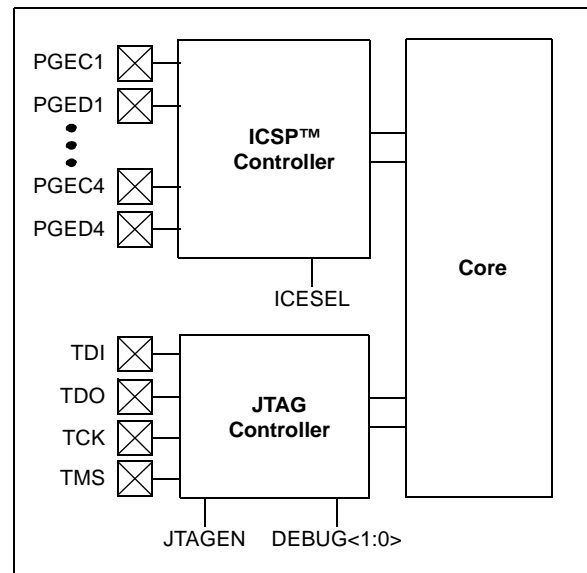 PGEC1
PGED1
PGEC4
PGED4
ICSP™
Controller
ICESEL
Core
TDI
TDO
TCK
TMS
JTAG
Controller
JTAGEN
DEBUG<1:0>